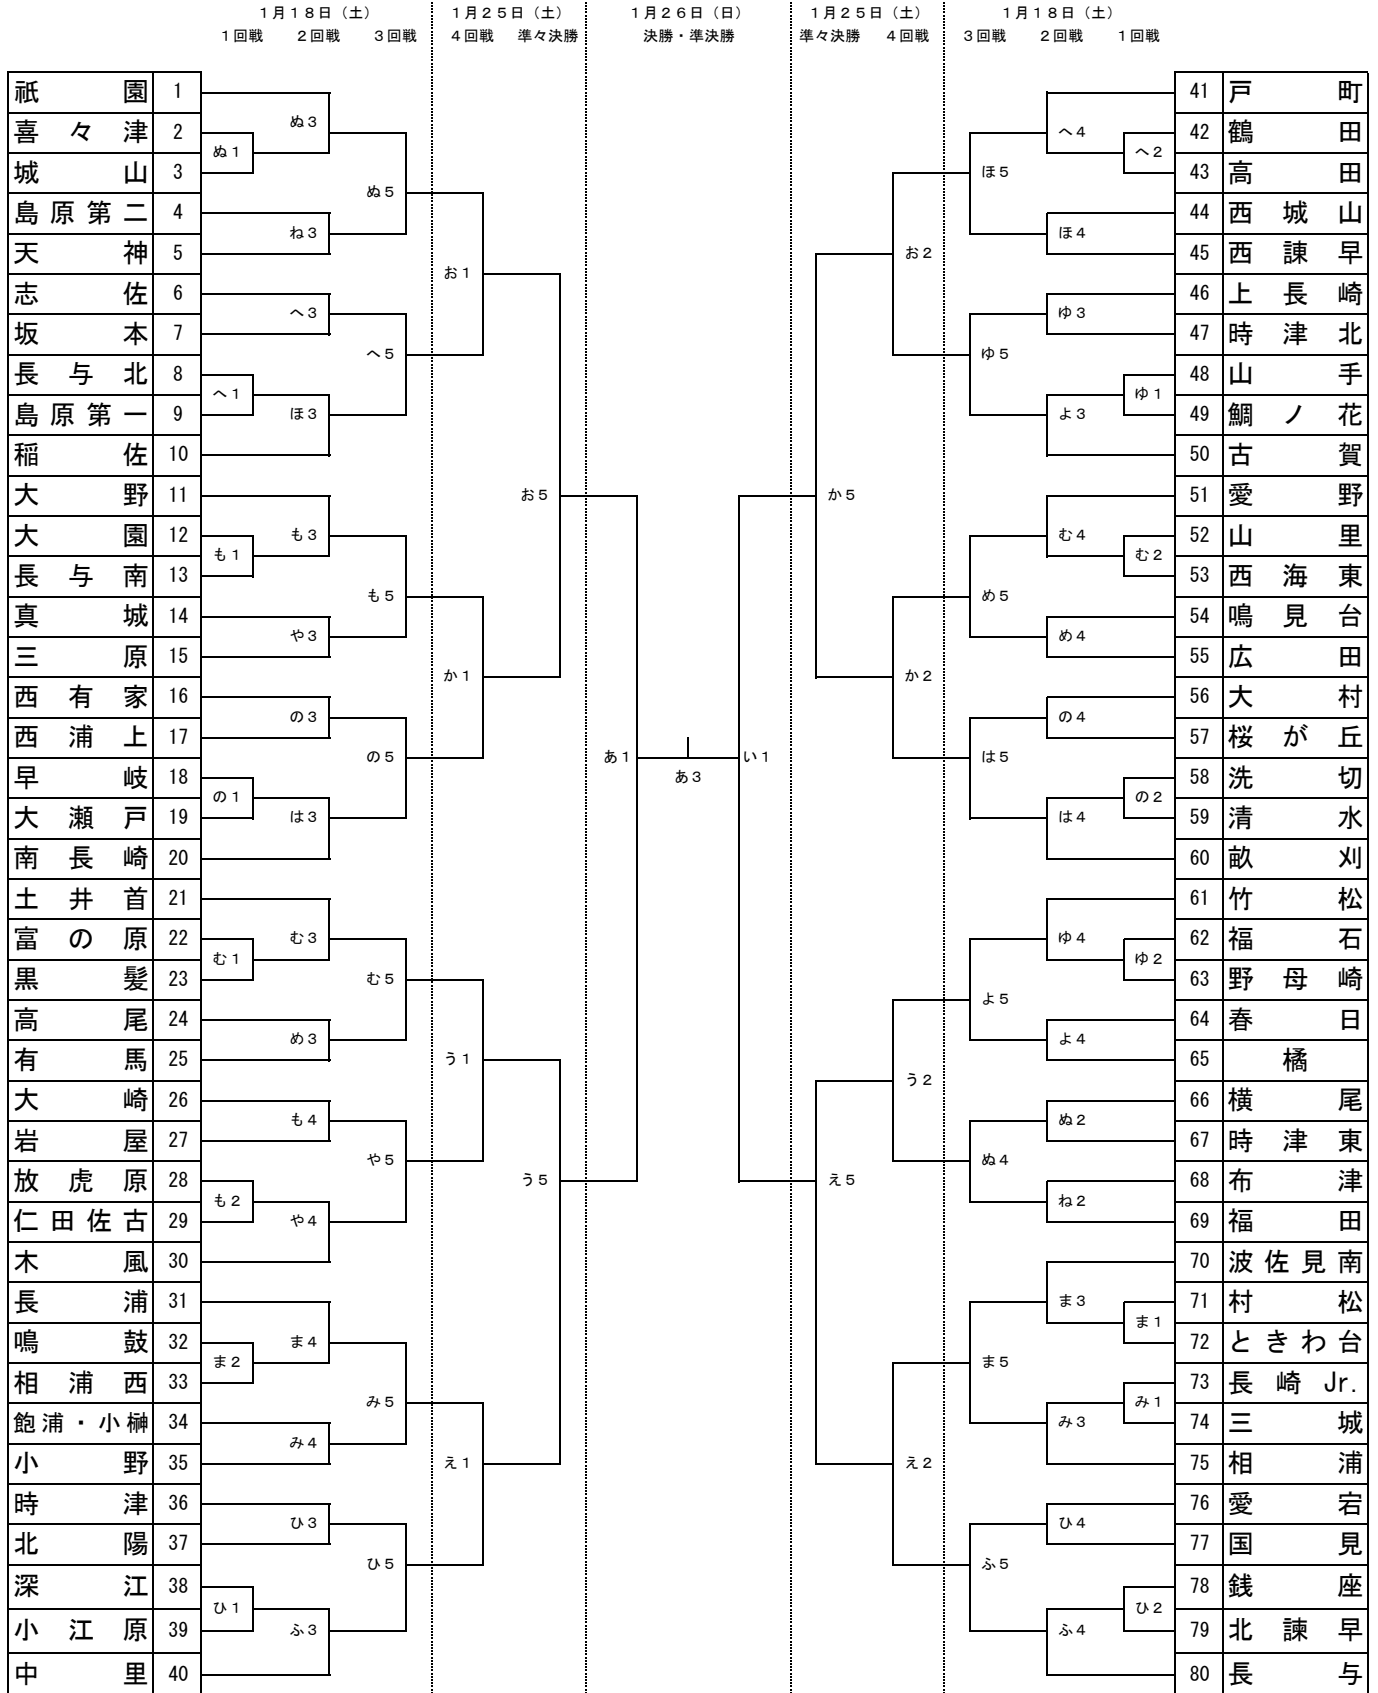 １月１８日（土） １月２５日（土） １月２６日（日） １月２５日（土） １月１８日（土）
１回戦 ２回戦 ３回戦 ４回戦 準々決勝 決勝・準決勝 準々決勝 ４回戦 ３回戦 ２回戦 １回戦
祇園 1 41 戸町
ぬ３ へ４
喜々津 2 42 鶴田
ぬ１ へ２
城山 3 43 高田
ぬ５ ほ５
島原第二 4 44 西城山
ね３ ほ４
天神 5 45 西諌早
お１ お２
志佐 6 46 上長崎
へ３ ゆ３
坂本 7 47 時津北
へ５ ゆ５
長与北 8 48 山手
へ１ ゆ１
島原第一 9 49 鯛ノ花
ほ３ よ３
稲佐 10 50 古賀
大野 11 51 愛野
お５ か５
大園 12 52 山里
も３ む４
も１ む２
長与南 13 53 西海東
も５ め５
真城 14 54 鳴見台
や３ め４
三原 15 55 広田
か１ か２
西有家 16 56 大村
の３ の４
西浦上 17 57 桜が丘
の５ あ１ い１ は５
あ３
早岐 18 58 洗切
の１ の２
大瀬戸 19 59 清水
は３ は４
南長崎 20 60 畝刈
土井首 21 61 竹松
む３ ゆ４
富の原 22 62 福石
む１ ゆ２
黒髪 23 63 野母崎
む５ よ５
高尾 24 64 春日
め３ よ４
有馬 25 65 橘
う１ う２
大崎 26 66 横尾
も４ ぬ２
岩屋 27 67 時津東
や５ ぬ４
放虎原 28 68 布津
も２ う５ え５ ね２
仁田佐古 29 69 福田
や４
木風 30 70 波佐見南
長浦 31 71 村松
ま４ ま３
ま１
鳴鼓 32 72 ときわ台
ま２ ま５
相浦西 33 73 長崎Jr.
み５ み１
飽浦・小榊 34 74 三城
み４ み３
小野 35 75 相浦
え１ え２
時津 36 76 愛宕
ひ３ ひ４
北陽 37 77 国見
ひ５ ふ５
深江 38 78 銭座
ひ１ ひ２
小江原 39 79 北諫早
ふ３ ふ４
中里 40 80 長与